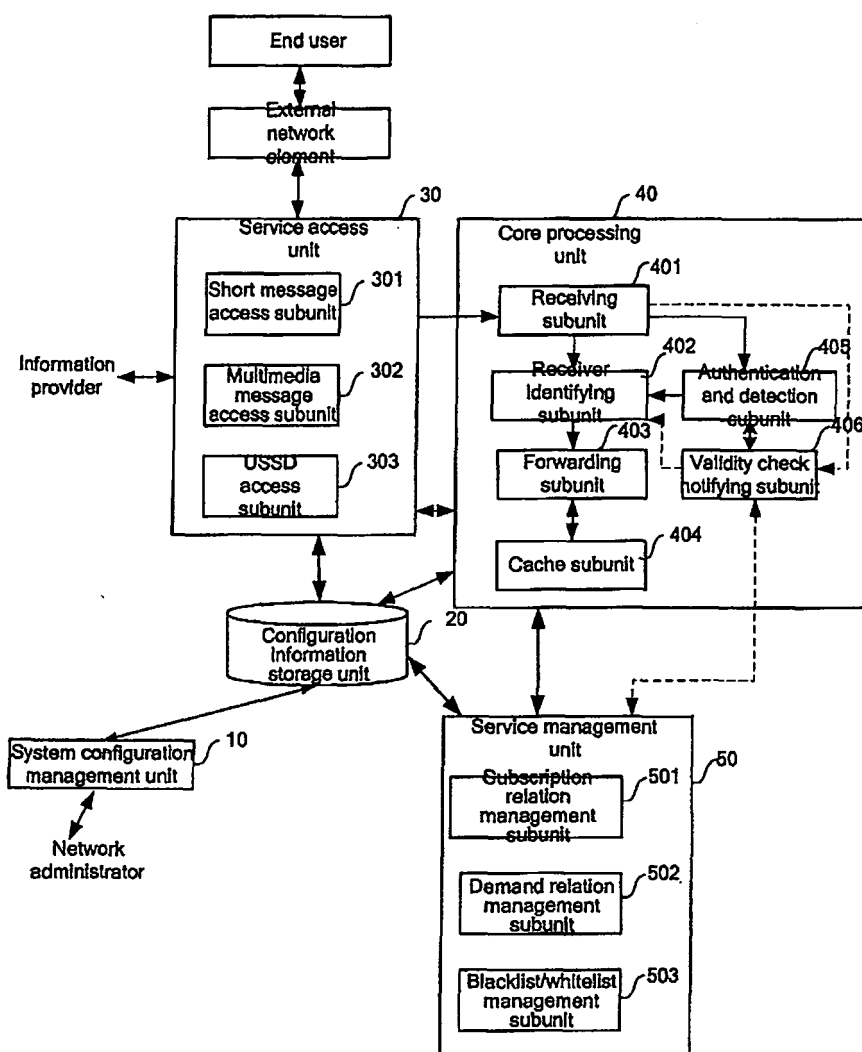 End user
External
network
element
30
Service access
unit
Short message
access subunit
301
Multimedia
message
access subunit
302
USSD
access
subunit
303
Information
provider
40
Core processing
unit
401
Receiving
subunit
402
Receiver
identifying
subunit
405
Authentication
and detection
subunit
403
Forwarding
subunit
406
Validity check
notifying subunit
404
Cache subunit
20
Configuration
information
storage unit
10
System configuration
management unit
Network
administrator
Service management
unit
50
Subscription
relation
management
subunit
501
Demand relation
management
subunit
502
Blacklist/whitelist
management
subunit
503